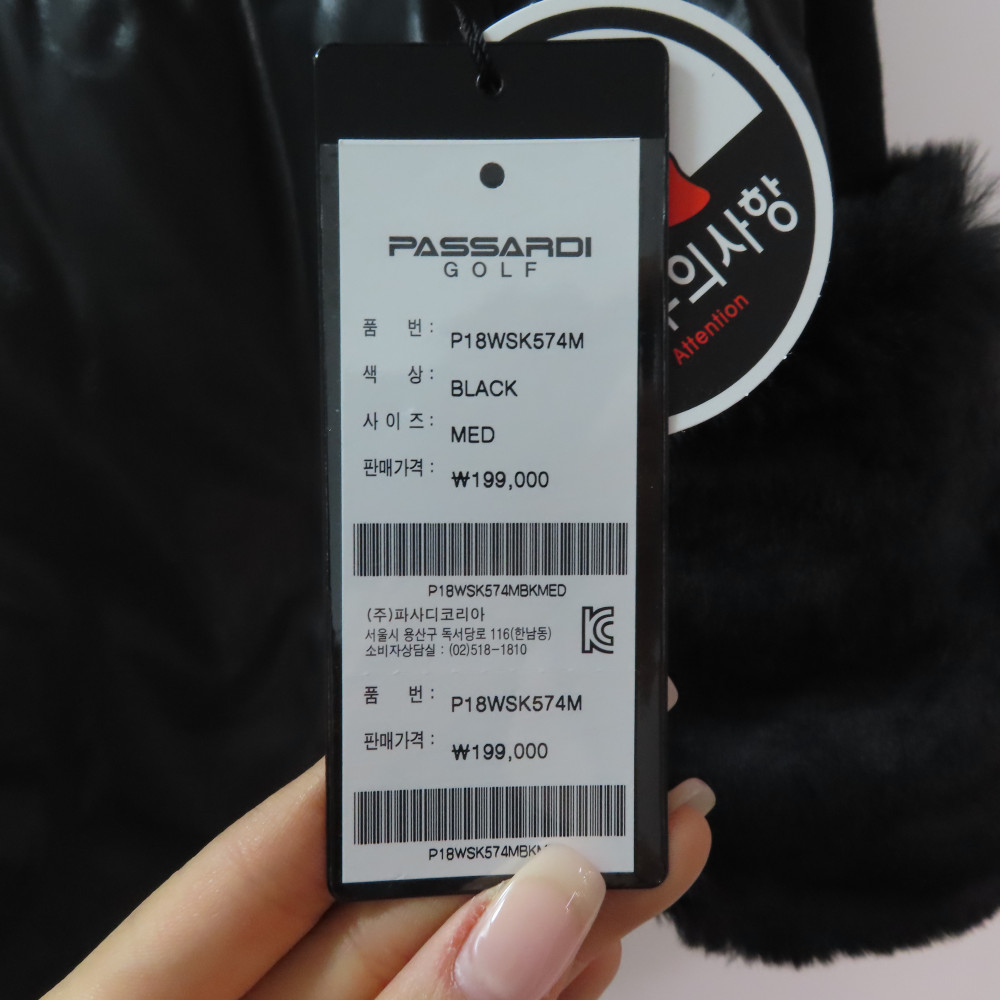 PASSARDI
GOLF
품 번 : P18WSK574M
색 상 : BLACK
사 이 즈 : MED
판매가격 : ₩199,000
P18WSK574MBKMED
(주)파사디코리아
서울시 용산구 독서당로 116(한남동)
소비자상담실 : (02)518-1810
품 번 : P18WSK574M
판매가격 : ₩199,000
P18WSK574MBK
의사항
Attention